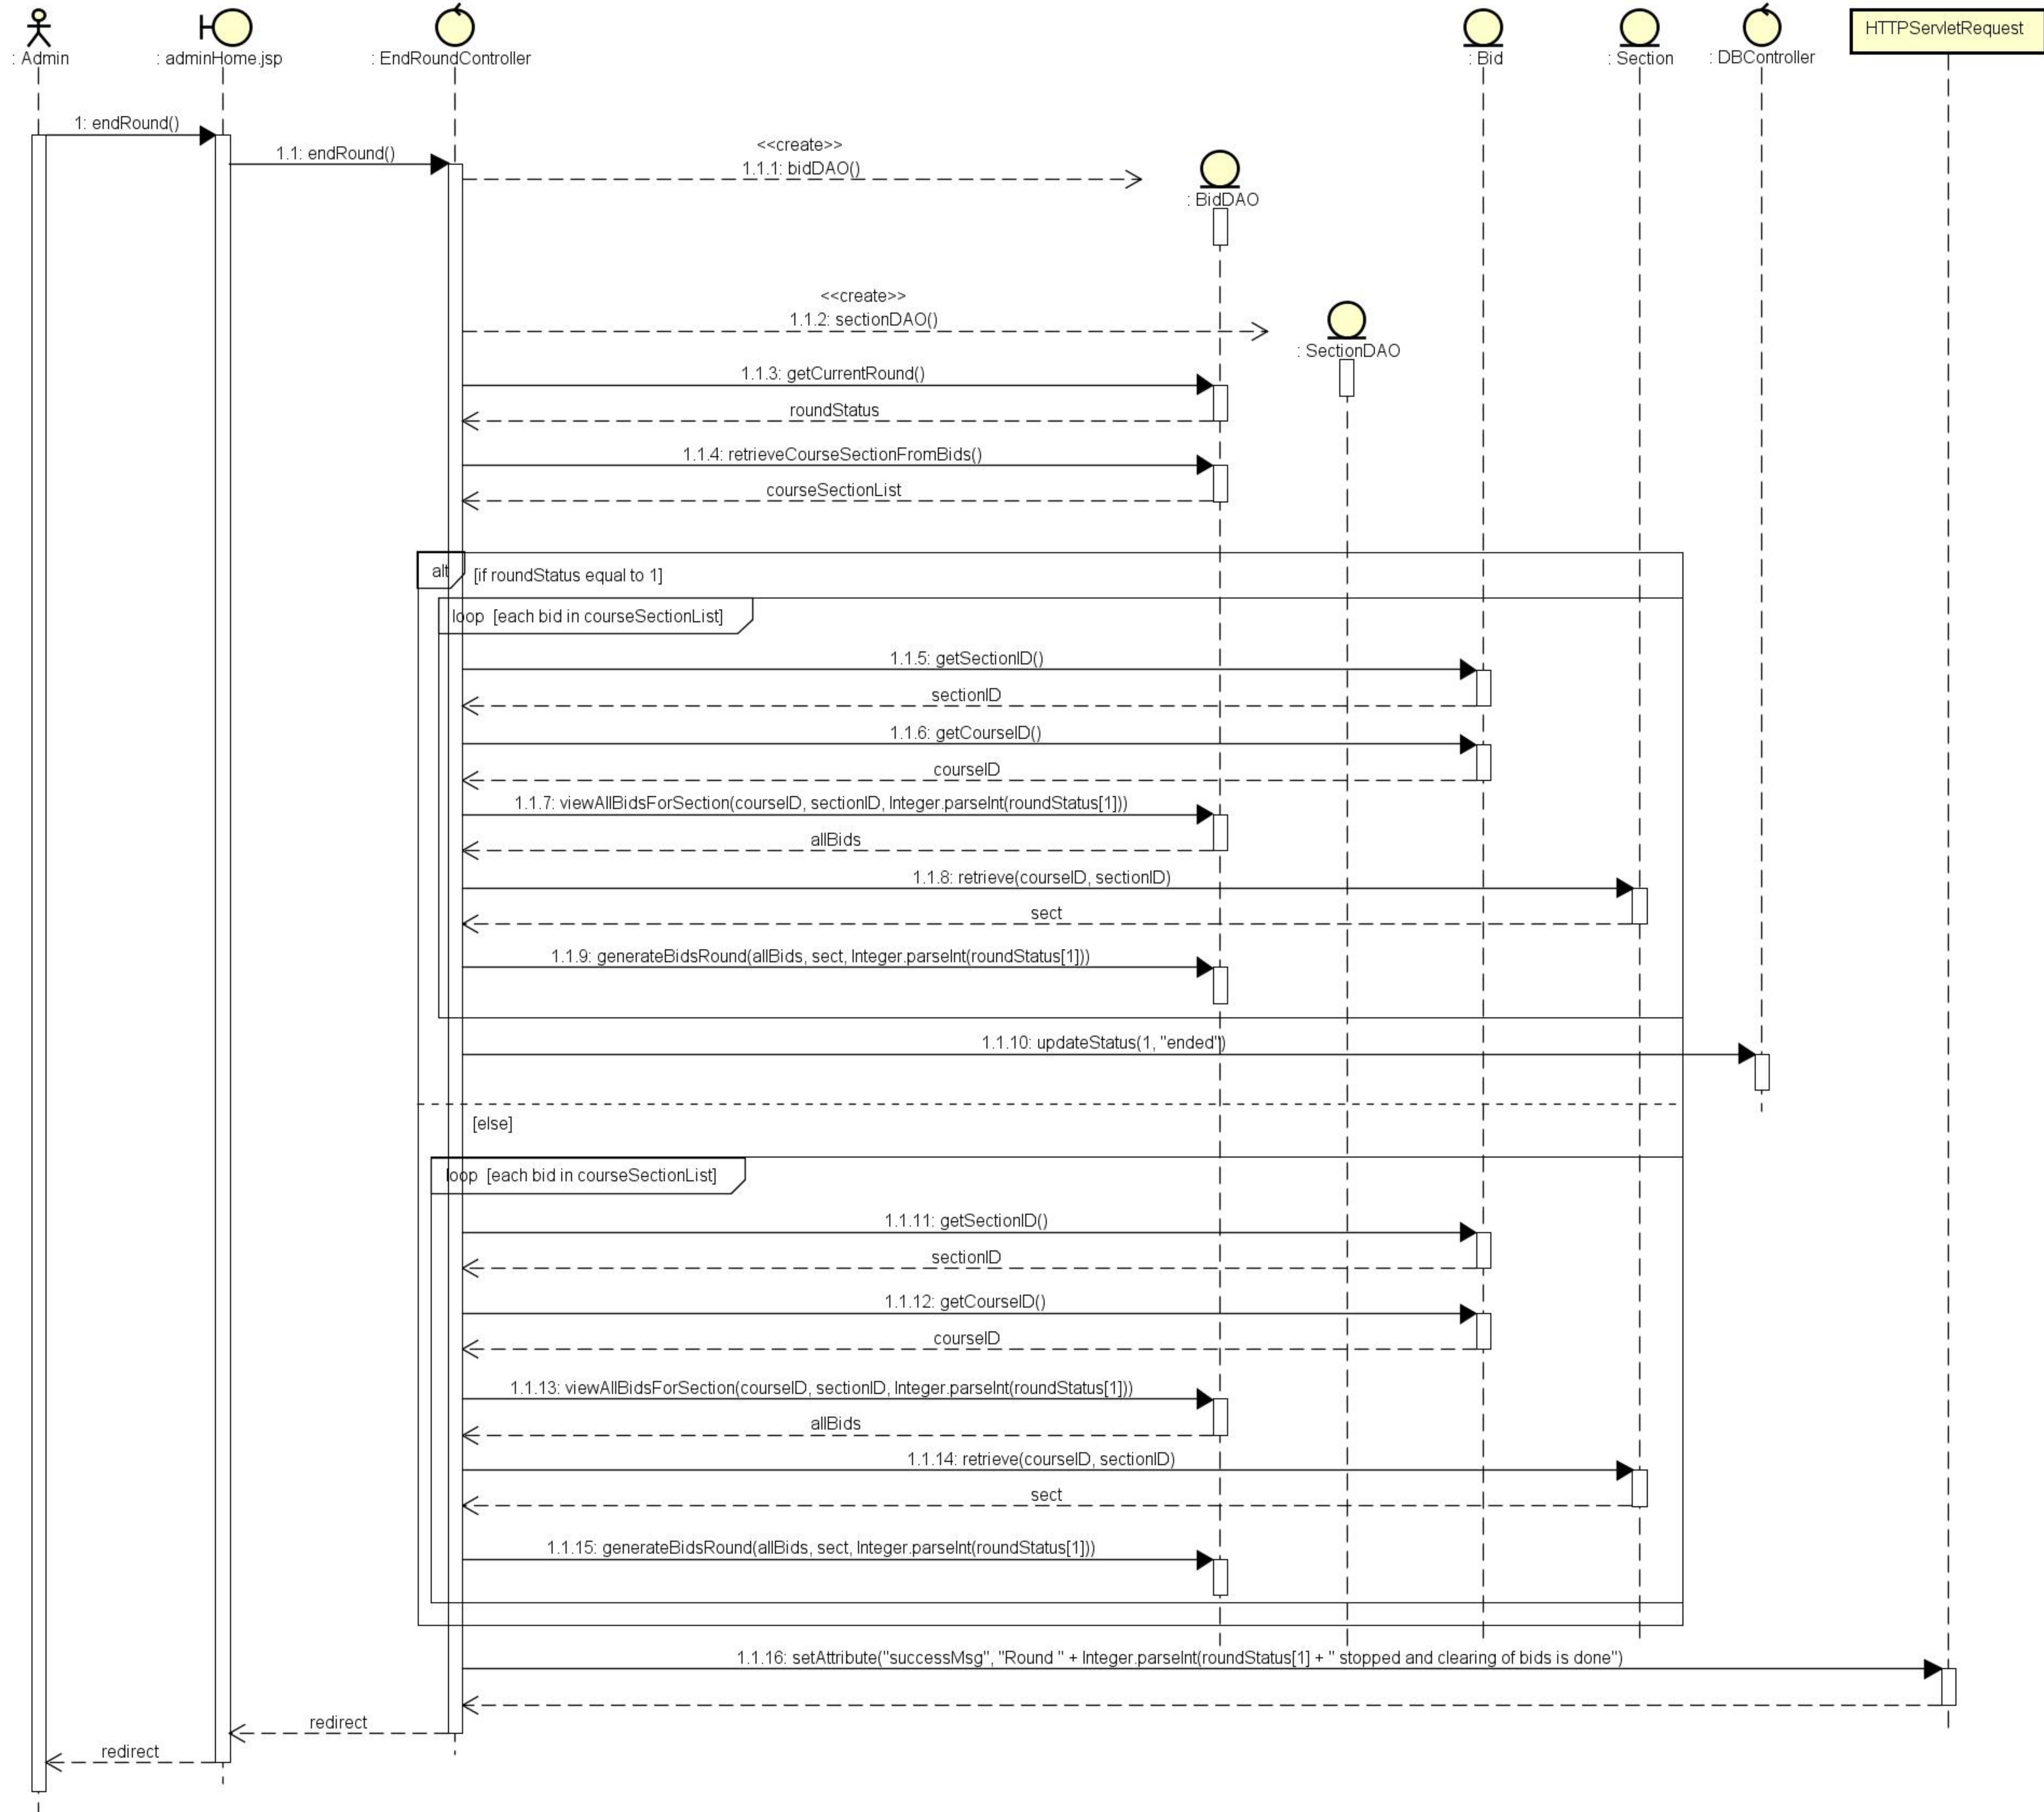 : Admin
: adminHome.jsp
: EndRoundController
: Bid
: Section
: DBController
HTTPServletRequest
1: endRound()
1.1: endRound()
<<create>>
1.1.1: bidDAO()
: BidDAO
<<create>>
1.1.2: sectionDAO()
: SectionDAO
1.1.3: getCurrentRound()
roundStatus
1.1.4: retrieveCourseSectionFromBids()
courseSectionList
alt [if roundStatus equal to 1]
loop [each bid in courseSectionList]
1.1.5: getSectionID()
sectionID
1.1.6: getCourseID()
courseID
1.1.7: viewAllBidsForSection(courseID, sectionID, Integer.parseInt(roundStatus[1]))
allBids
1.1.8: retrieve(courseID, sectionID)
sect
1.1.9: generateBidsRound(allBids, sect, Integer.parseInt(roundStatus[1]))
1.1.10: updateStatus(1, "ended")
[else]
loop [each bid in courseSectionList]
1.1.11: getSectionID()
sectionID
1.1.12: getCourseID()
courseID
1.1.13: viewAllBidsForSection(courseID, sectionID, Integer.parseInt(roundStatus[1]))
allBids
1.1.14: retrieve(courseID, sectionID)
sect
1.1.15: generateBidsRound(allBids, sect, Integer.parseInt(roundStatus[1]))
1.1.16: setAttribute("successMsg", "Round " + Integer.parseInt(roundStatus[1] + " stopped and clearing of bids is done")
redirect
redirect